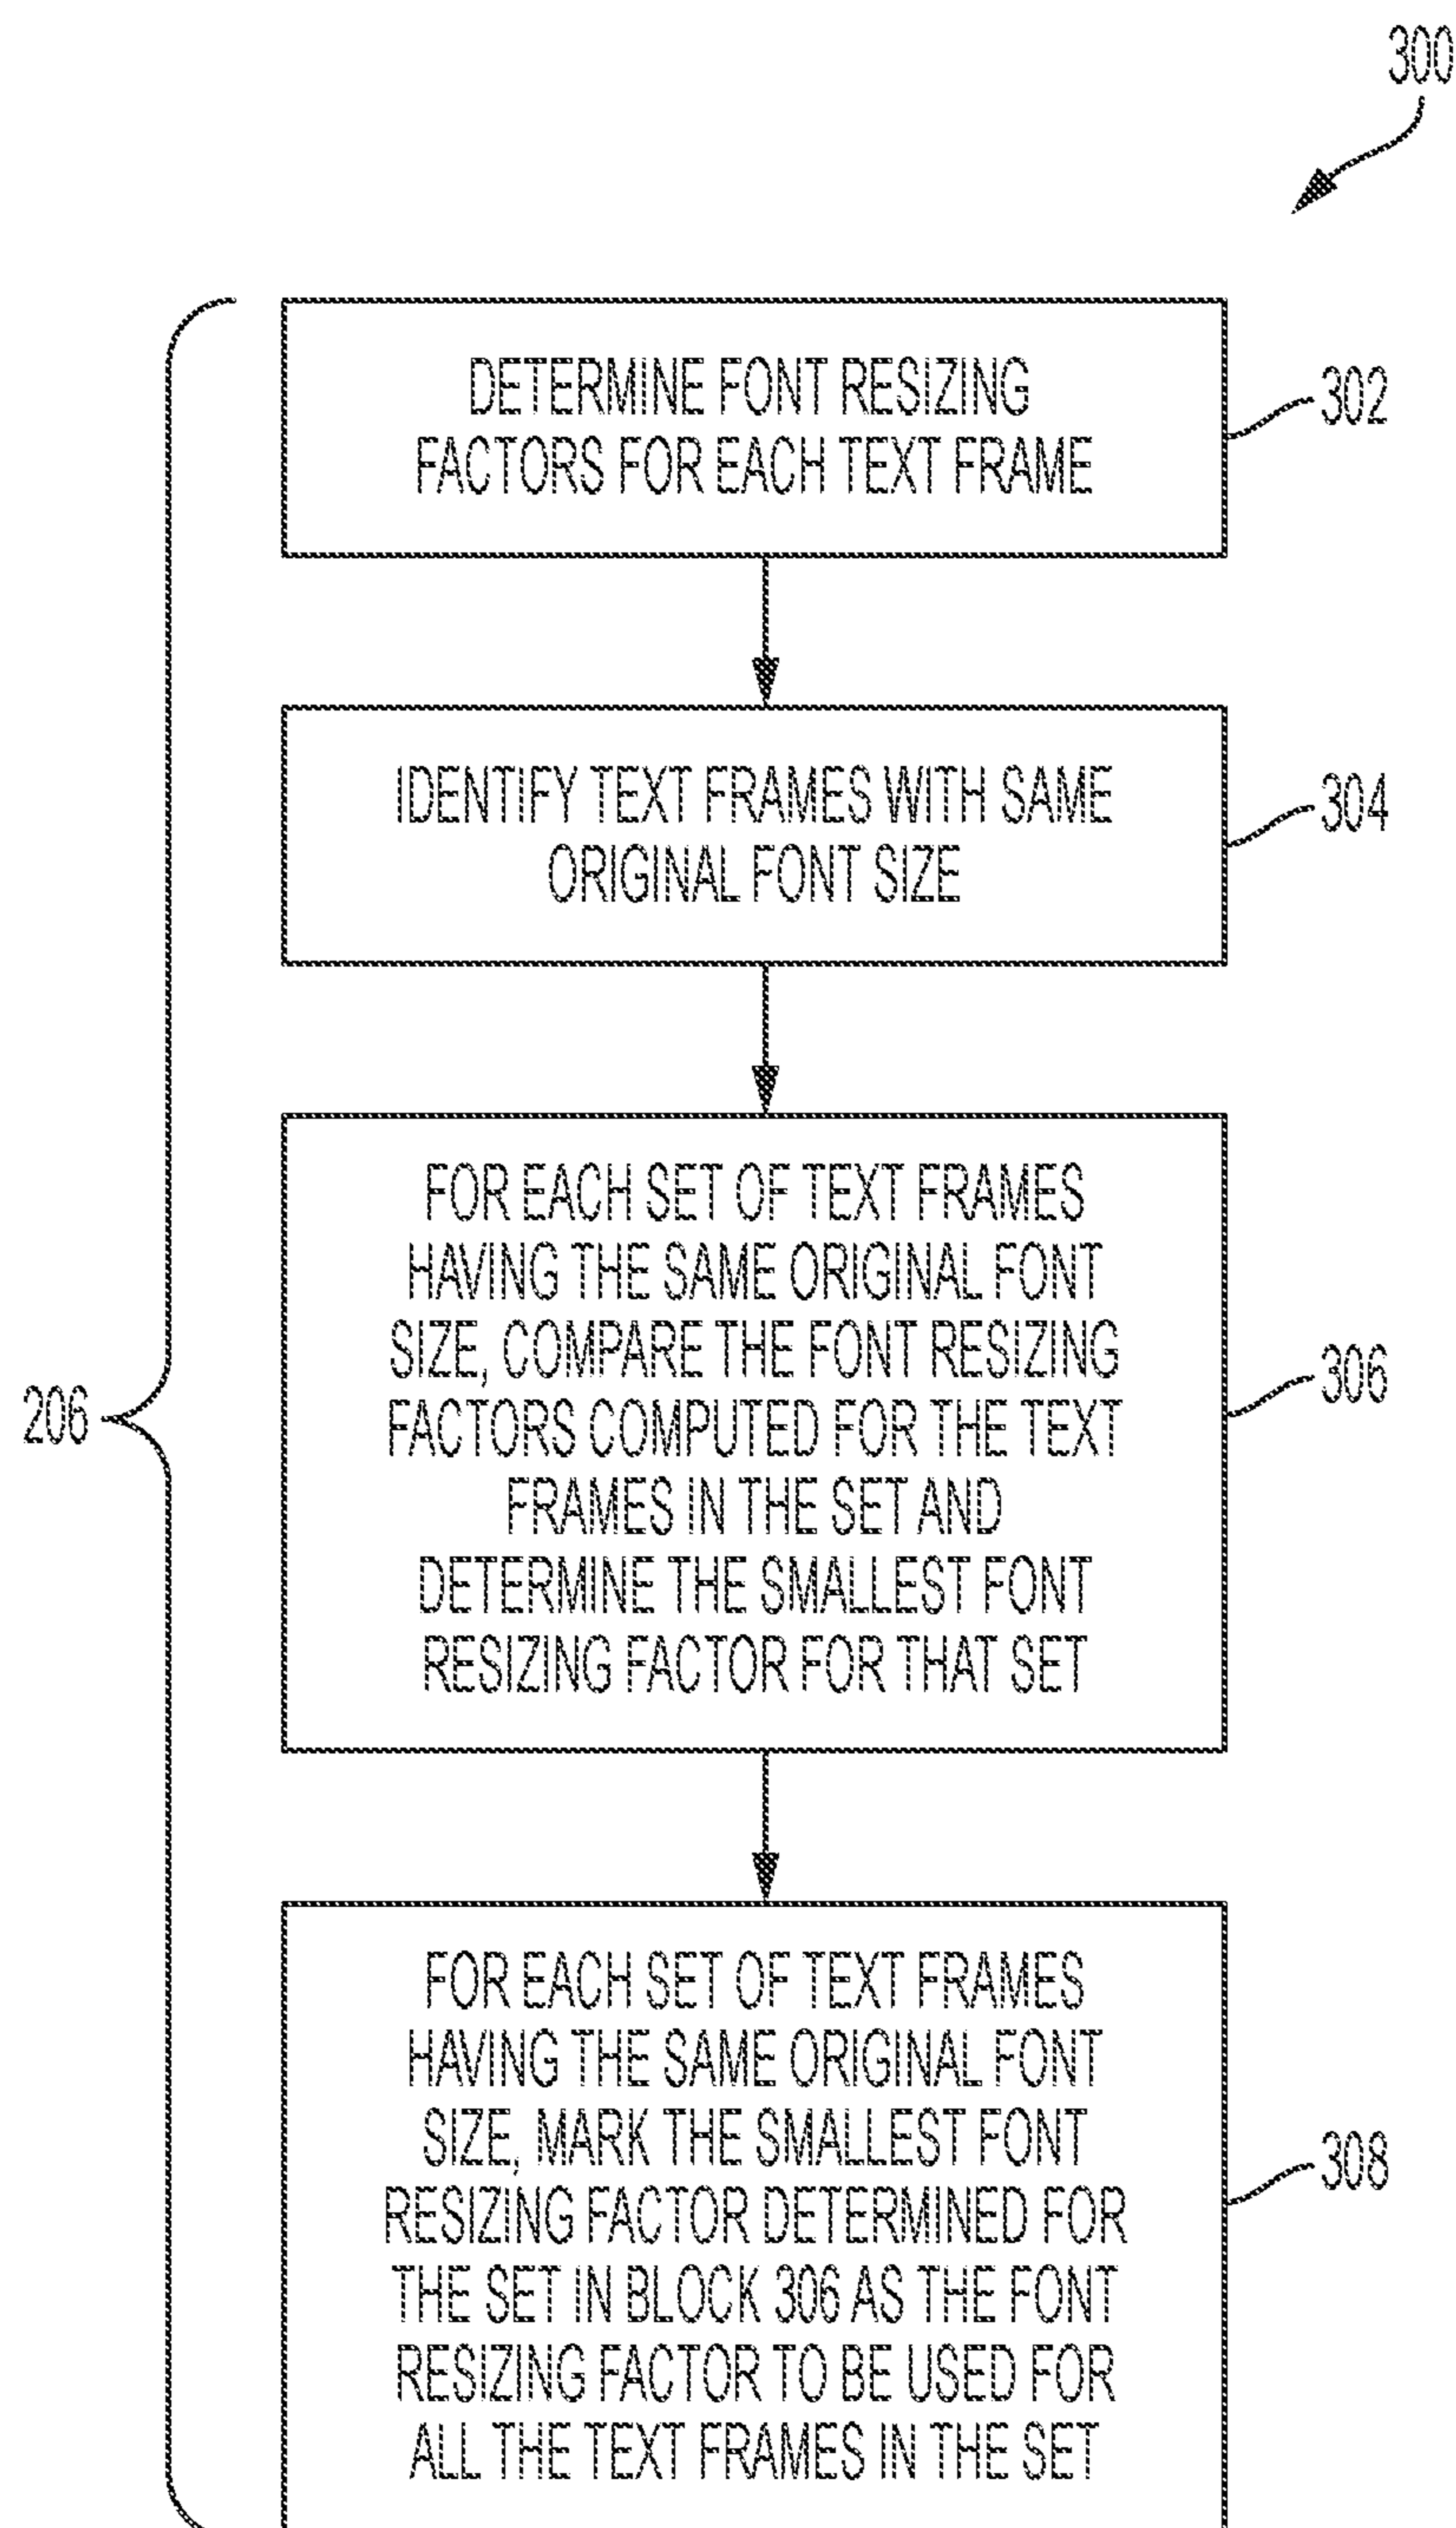 300
DETERMINE FONT RESIZING
FACTORS FOR EACH TEXT FRAME
302
IDENTIFY TEXT FRAMES WITH SAME
ORIGINAL FONT SIZE
304
FOR EACH SET OF TEXT FRAMES
HAVING THE SAME ORIGINAL FONT
SIZE, COMPARE THE FONT RESIZING
FACTORS COMPUTED FOR THE TEXT
FRAMES IN THE SET AND
DETERMINE THE SMALLEST FONT
RESIZING FACTOR FOR THAT SET
306
206
FOR EACH SET OF TEXT FRAMES
HAVING THE SAME ORIGINAL FONT
SIZE, MARK THE SMALLEST FONT
RESIZING FACTOR DETERMINED FOR
THE SET IN BLOCK 306 AS THE FONT
RESIZING FACTOR TO BE USED FOR
ALL THE TEXT FRAMES IN THE SET
308